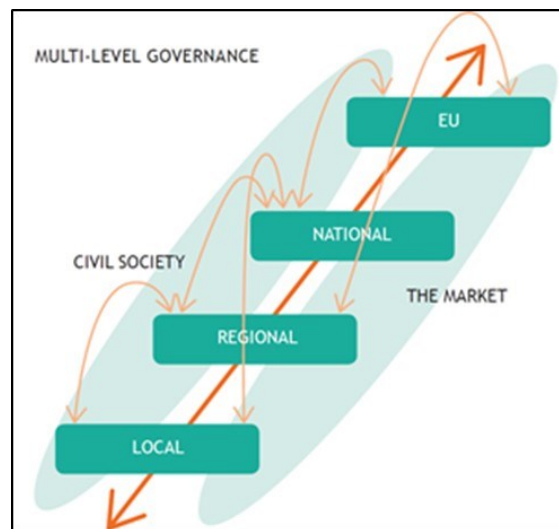 MULTI-LEVEL GOVERNANCE
EU
NATIONAL
CIVIL SOCIETY
THE MARKET
REGIONAL
LOCAL